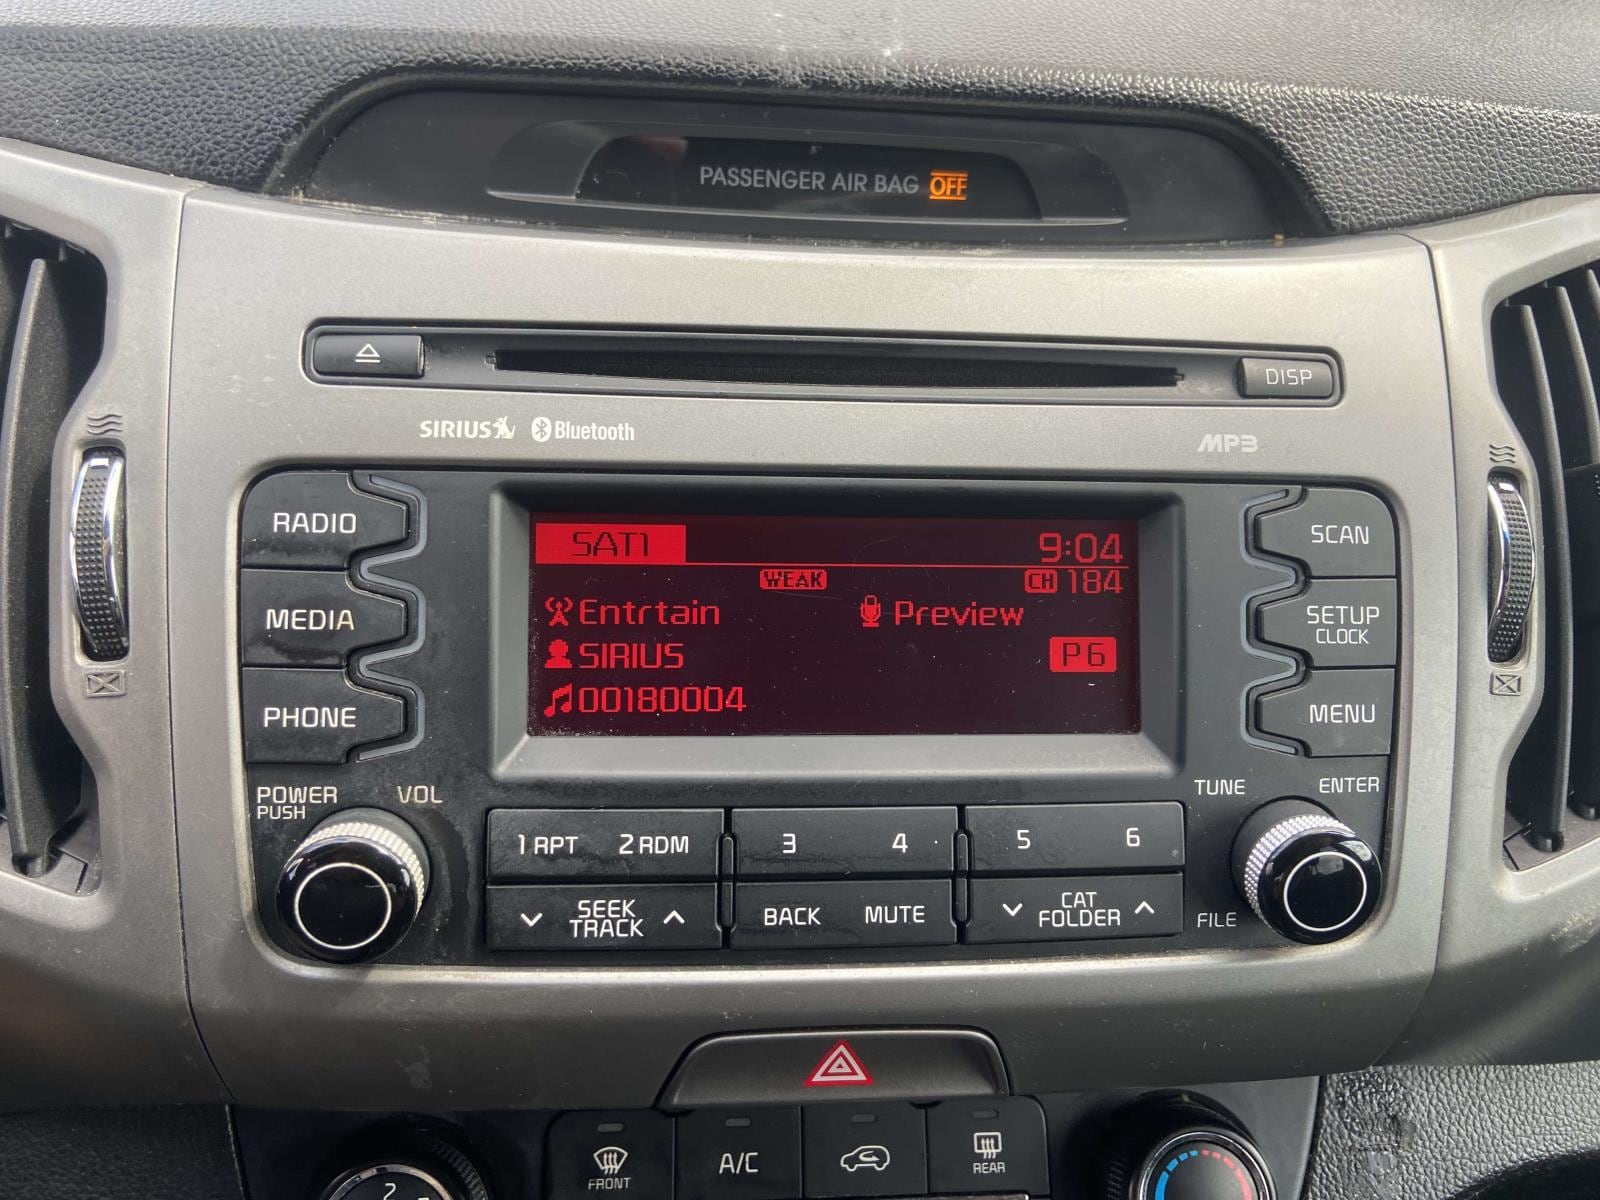 PASSENGER AIR BAG OFF
DISP
SIRIUS Bluetooth
MP3
RADIO
MEDIA
PHONE
SAT1 9:04
WEAK CH 184
Entrtain Preview
SIRIUS P6
00180004
SCAN
SETUP
CLOCK
MENU
POWER
PUSH
VOL
TUNE
ENTER
1 RPT 2 RDM 3 4 5 6
SEEK
TRACK
BACK MUTE
CAT
FOLDER
FILE
FRONT
A/C
REAR
2